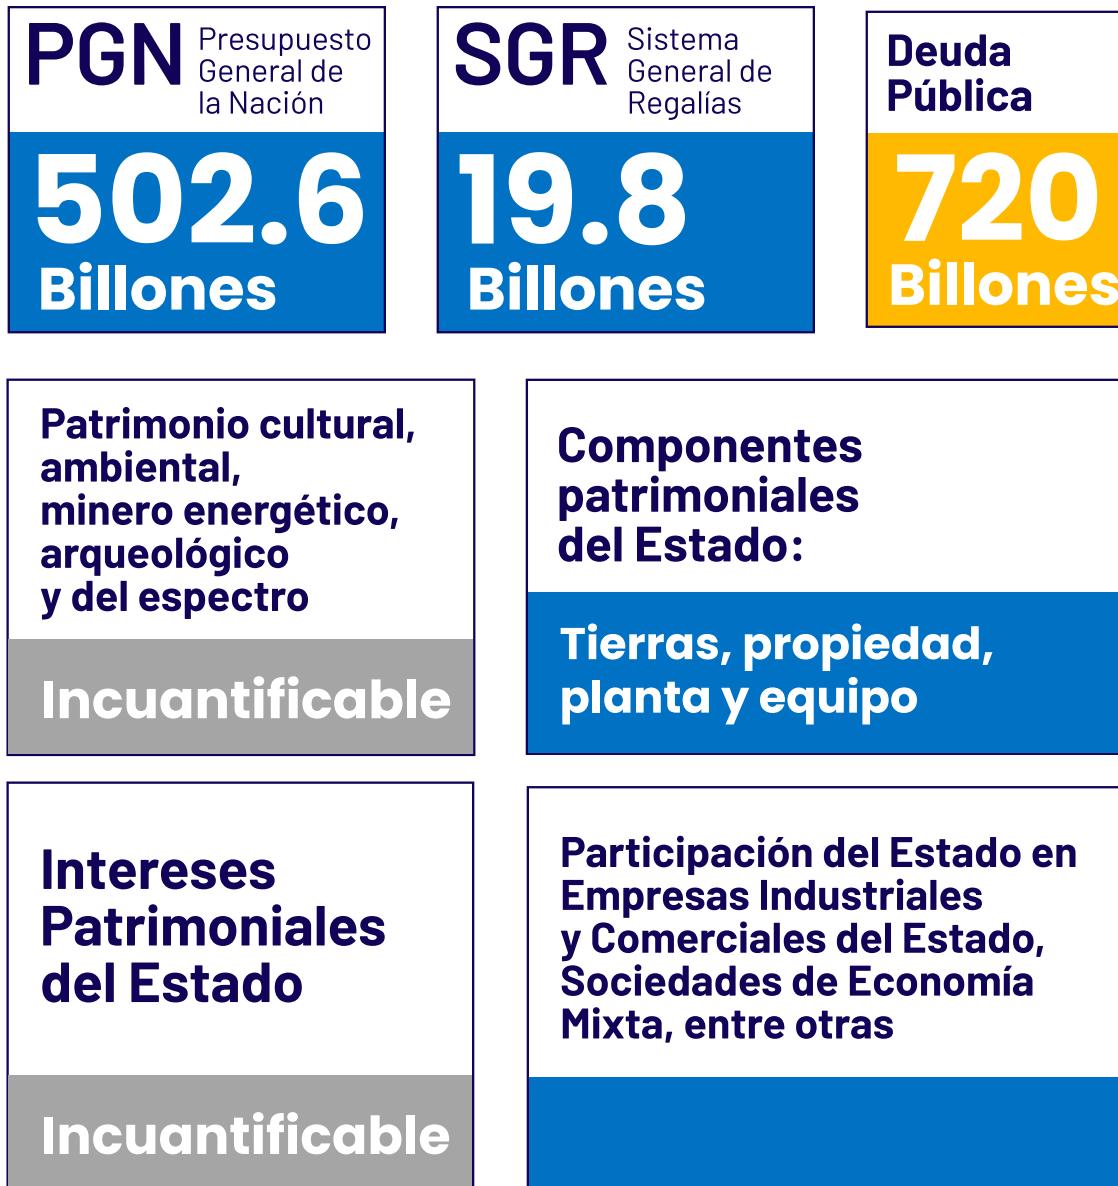 PGN
Presupuesto
General de
la Nación
502.6
Billones
SGR
Sistema
General de
Regalías
19.8
Billones
Deuda
Pública
720
Billones
Patrimonio cultural,
ambiental,
minero energético,
arqueológico
y del espectro
Incuantificable
Componentes
patrimoniales
del Estado:
Tierras, propiedad,
planta y equipo
Intereses
Patrimoniales
del Estado
Incuantificable
Participación del Estado en
Empresas Industriales
y Comerciales del Estado,
Sociedades de Economía
Mixta, entre otras